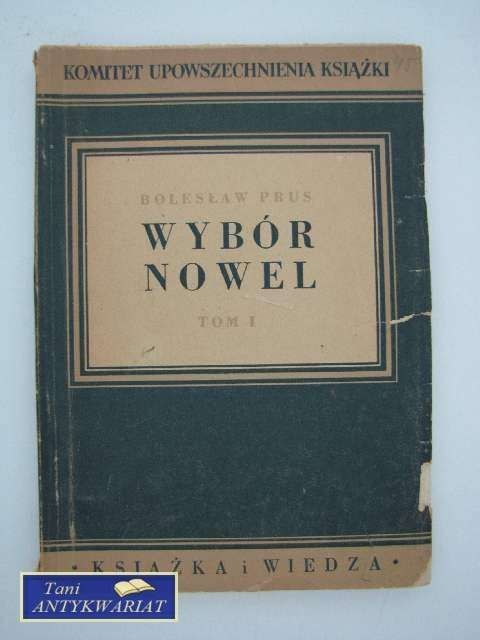 KOMITET UPOWSZECHNIENIA KSIĄŻKI
BOLESŁAW PRUS
WYBÓR
NOWEL
TOM I
• KSIĄŻKA i WIEDZA •
Tani
ANTYKWARIAT